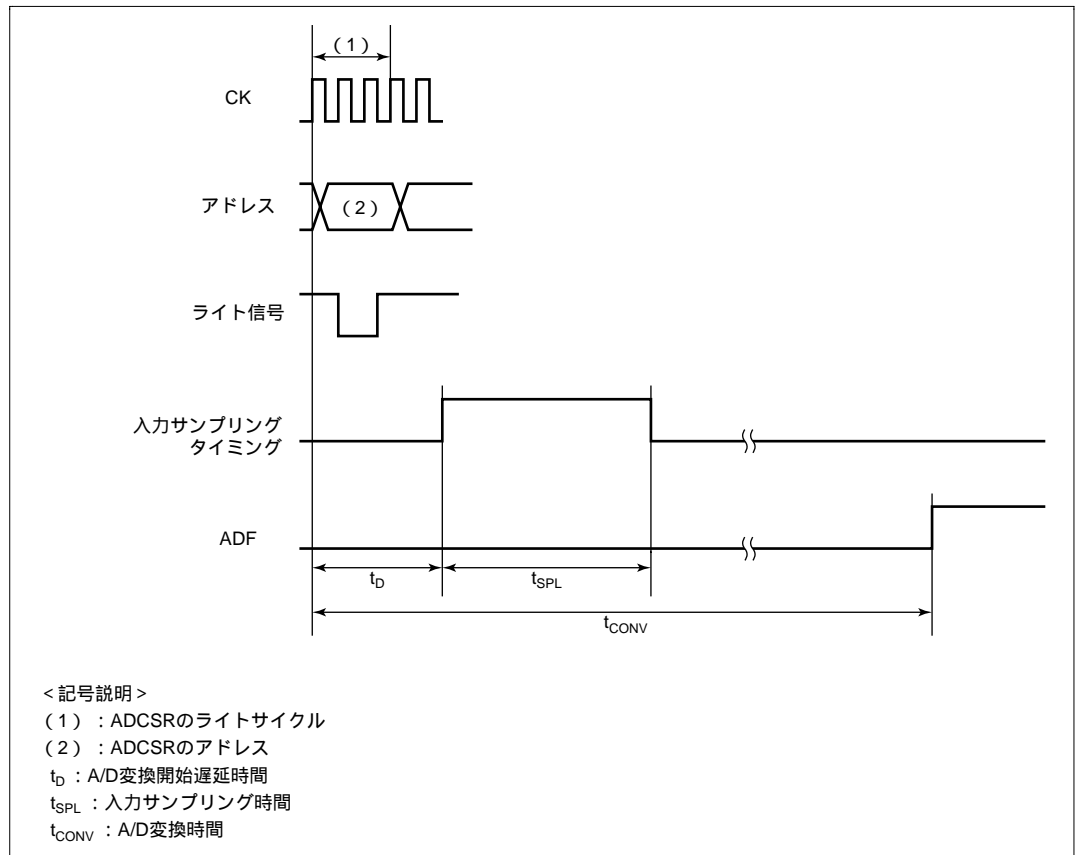 （1）
CK
アドレス
（2）
ライト信号
入力サンプリング
タイミング
ADF
tD
tSPL
tCONV
＜記号説明＞
（1）：ADCSRのライトサイクル
（2）：ADCSRのアドレス
tD：A/D変換開始遅延時間
tSPL：入力サンプリング時間
tCONV：A/D変換時間